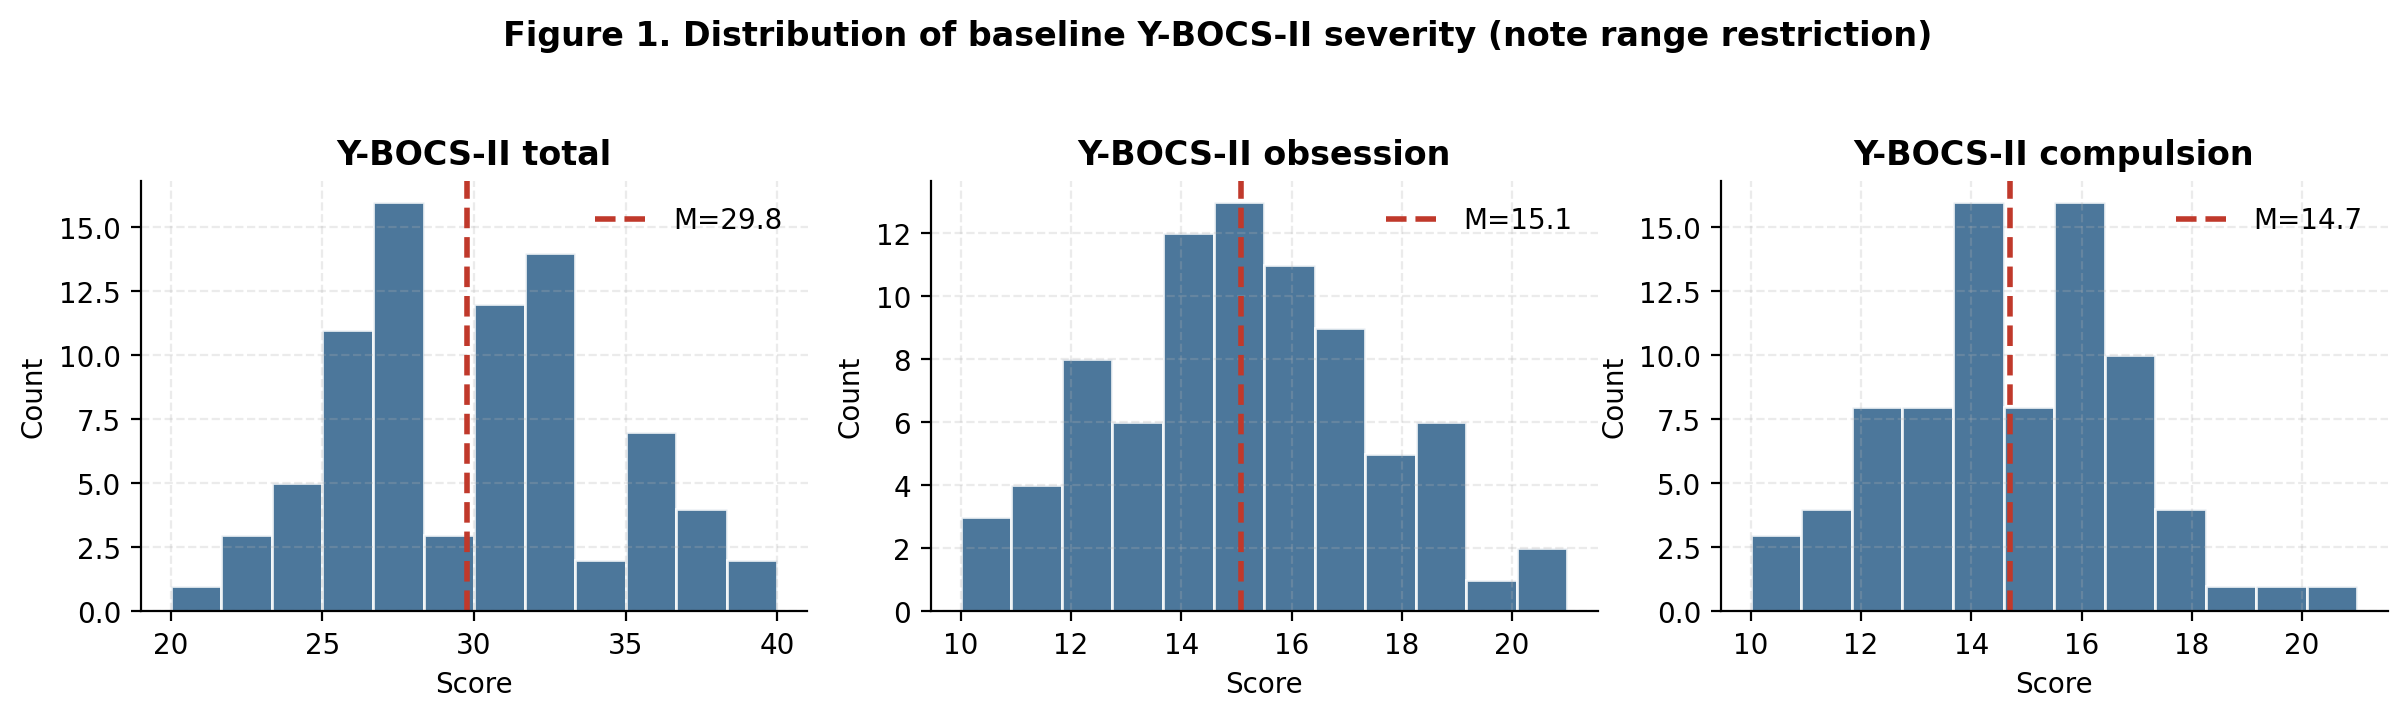 Figure 1. Distribution of baseline Y-BOCS-II severity (note range restriction)
Y-BOCS-II total
15.0
12.5
10.0
7.5
5.0
2.5
0.0
Count
M=29.8
20 25 30 35 40
Score
Y-BOCS-II obsession
12
10
8
6
4
2
0
Count
M=15.1
10 12 14 16 18 20
Score
Y-BOCS-II compulsion
15.0
12.5
10.0
7.5
5.0
2.5
0.0
Count
M=14.7
10 12 14 16 18 20
Score